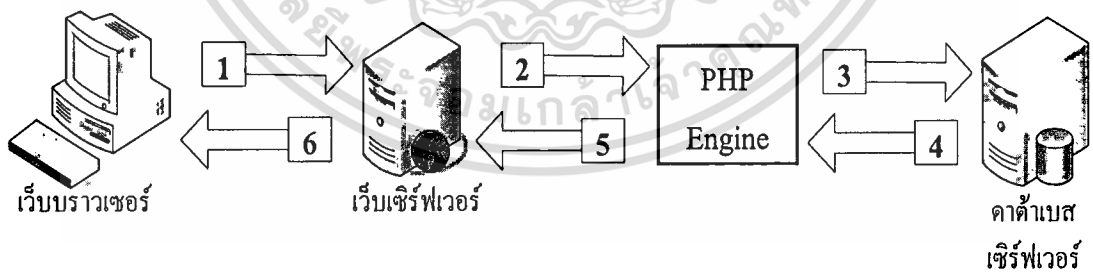 1
2
PHP
Engine
3
6
5
4
เว็บบราวเซอร์
เว็บเซิร์ฟเวอร์
ดาต้าเบส
เซิร์ฟเวอร์